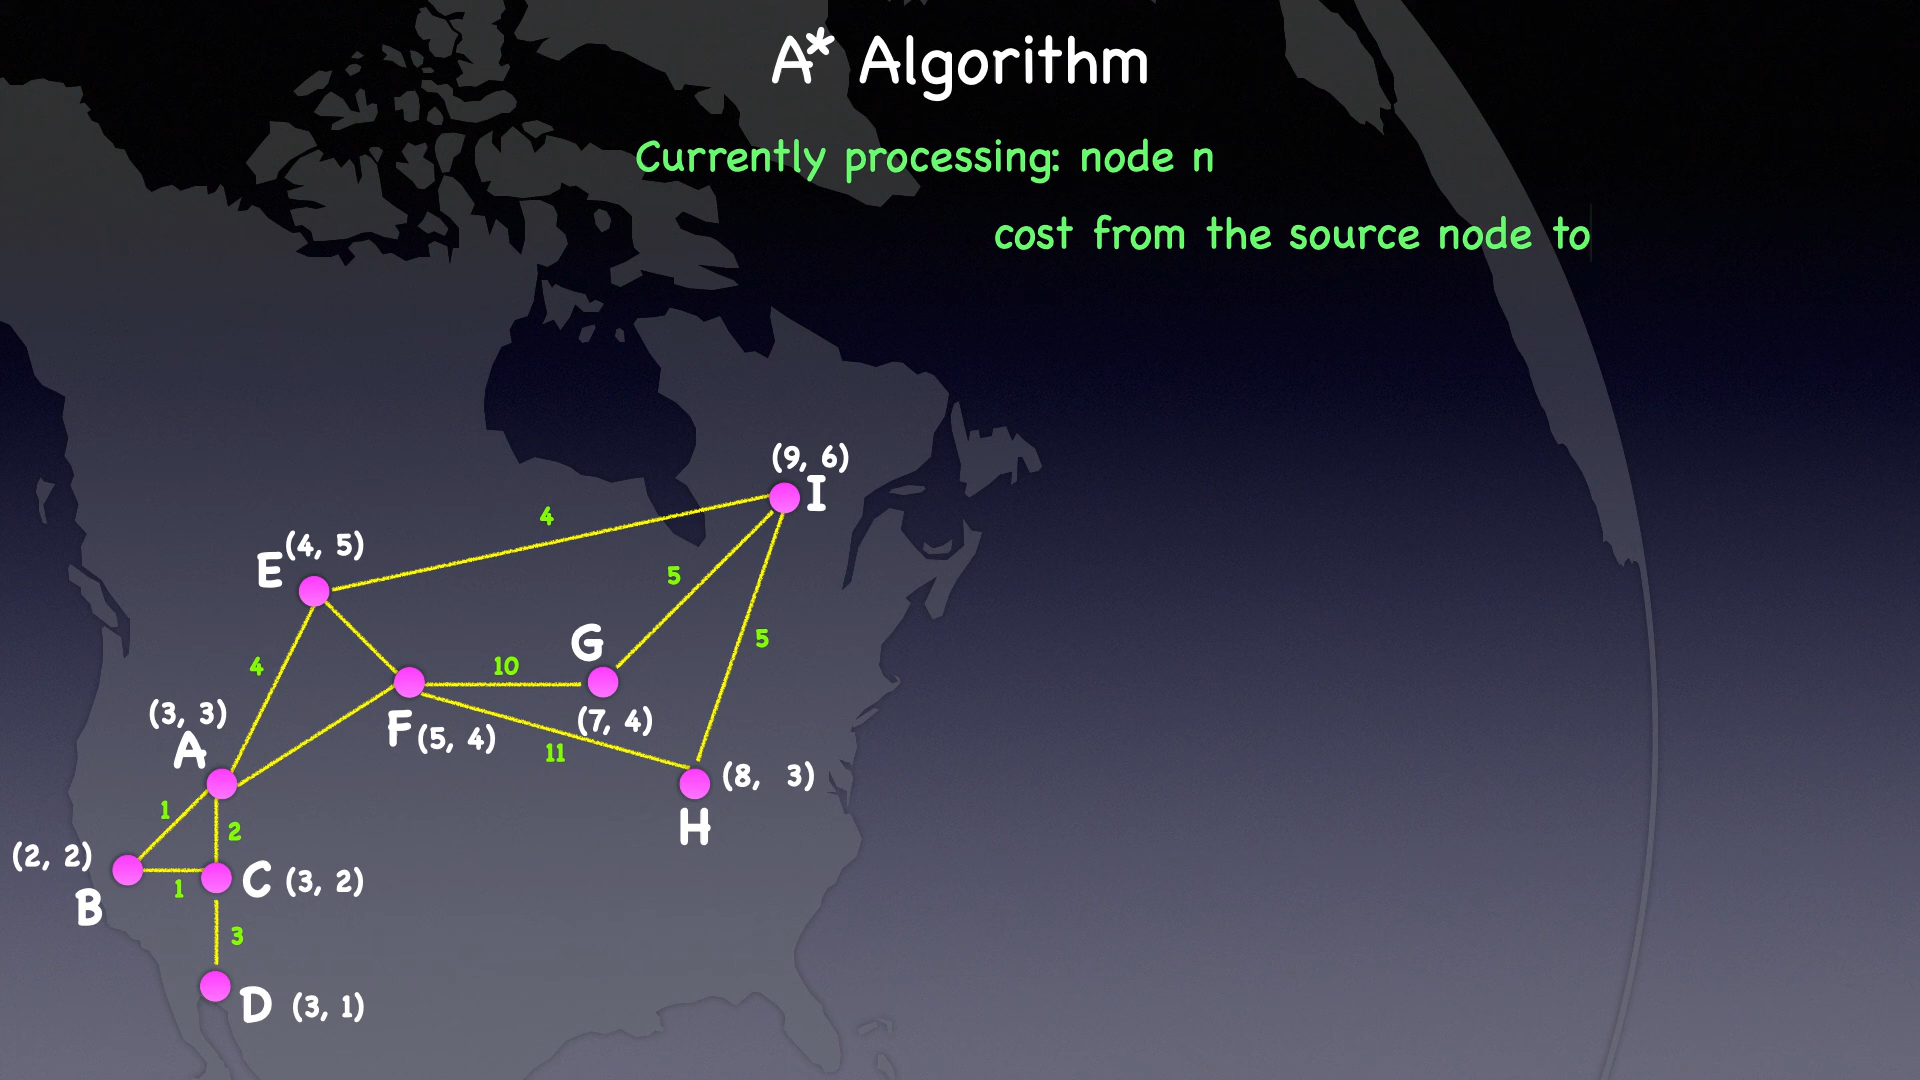 A* Algorithm
Currently processing: node n
cost from the source node to
(9, 6)
I
4
(4, 5)
E
5
G
5
4
10
(3, 3)
(7, 4)
F (5, 4)
A
11
(8, 3)
1
2
H
(2, 2)
C (3, 2)
1
B
3
D (3, 1)